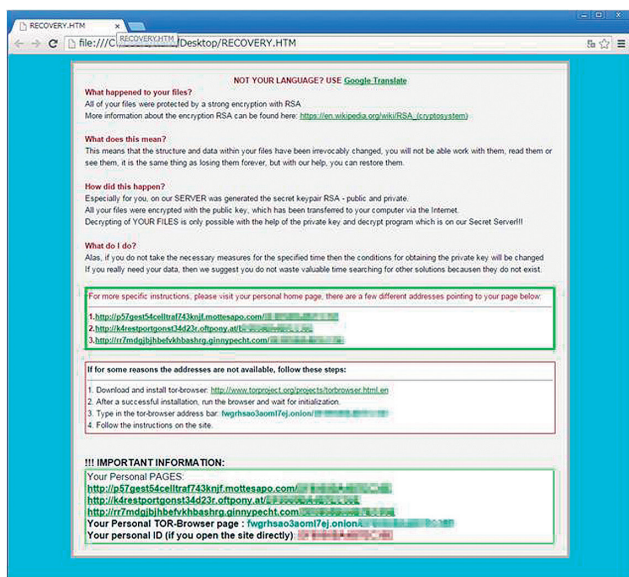 RECOVERY.HTM
RECOVERY.HTM
file:///C
/Desktop/RECOVERY.HTM
NOT YOUR LANGUAGE? USE Google Translate
What happened to your files?
All of your files were protected by a strong encryption with RSA
More information about the encryption RSA can be found here: https://en.wikipedia.org/wiki/RSA_(cryptosystem)
What does this mean?
This means that the structure and data within your files have been irrevocably changed, you will not be able work with them, read them or
see them, it is the same thing as losing them forever, but with our help, you can restore them.
How did this happen?
Especially for you, on our SERVER was generated the secret keypair RSA - public and private.
All your files were encrypted with the public key, which has been transferred to your computer via the Internet.
Decrypting of YOUR FILES is only possible with the help of the private key and decrypt program which is on our Secret Server!!!
What do I do?
Alas, if you do not take the necessary measures for the specified time then the conditions for obtaining the private key will be changed
If you really need your data, then we suggest you do not waste valuable time searching for other solutions becausen they do not exist.
For more specific instructions, please visit your personal home page, there are a few different addresses pointing to your page below:
1.http://p57gest54celltraf743knjf.mottesapo.com/
2.http://k4restportgonst34d23r.oftpony.at/
3.http://rr7mdgjbjhbefvkhbashrg.ginnypecht.com/
If for some reasons the addresses are not available, follow these steps:
1. Download and install tor-browser: http://www.torproject.org/projects/torbrowser.html.en
2. After a successful installation, run the browser and wait for initialization.
3. Type in the tor-browser address bar: fwgrhsao3aoml7ej.onion/
4. Follow the instructions on the site.
!!! IMPORTANT INFORMATION:
Your Personal PAGES:
http://p57gest54celltraf743knjf.mottesapo.com/
http://k4restportgonst34d23r.oftpony.at/
http://rr7mdgjbjhbefvkhbashrg.ginnypecht.com/
Your Personal TOR-Browser page : fwgrhsao3aoml7ej.onion/
Your personal ID (if you open the site directly):